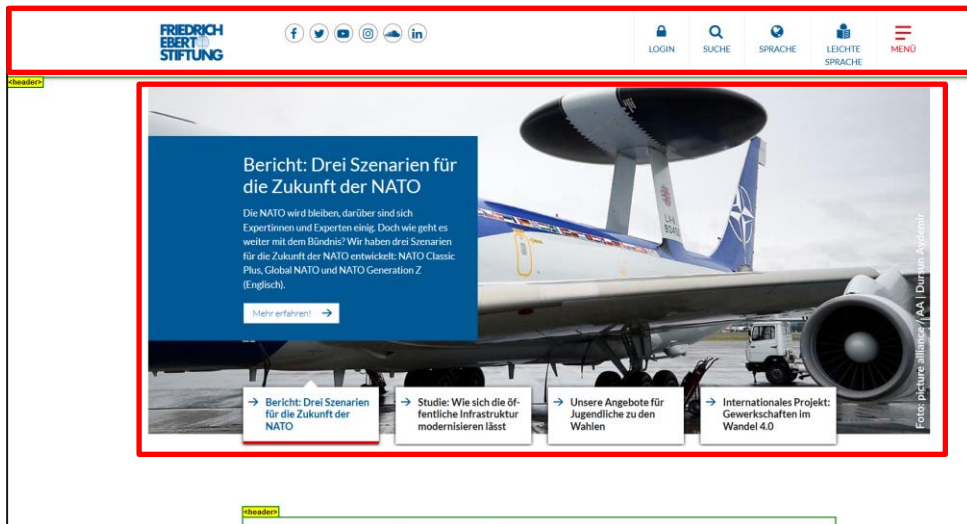 FRIEDRICH
EBERT
STIFTUNG
LOGIN
SUCHE
SPRACHE
LEICHTE
SPRACHE
MENÜ
<header>
Bericht: Drei Szenarien für
die Zukunft der NATO
Die NATO wird bleiben, darüber sind sich
Expertinnen und Experten einig. Doch wie geht es
weiter mit dem Bündnis? Wir haben drei Szenarien
für die Zukunft der NATO entwickelt: NATO Classic
Plus, Global NATO und NATO Generation Z
(Englisch).
Mehr erfahren!
Foto: picture alliance / AA | Dursun Aydemir
Bericht: Drei Szenarien
für die Zukunft der
NATO
Studie: Wie sich die öf-
fentliche Infrastruktur
modernisieren lässt
Unsere Angebote für
Jugendliche zu den
Wahlen
Internationales Projekt:
Gewerkschaften im
Wandel 4.0
<header>